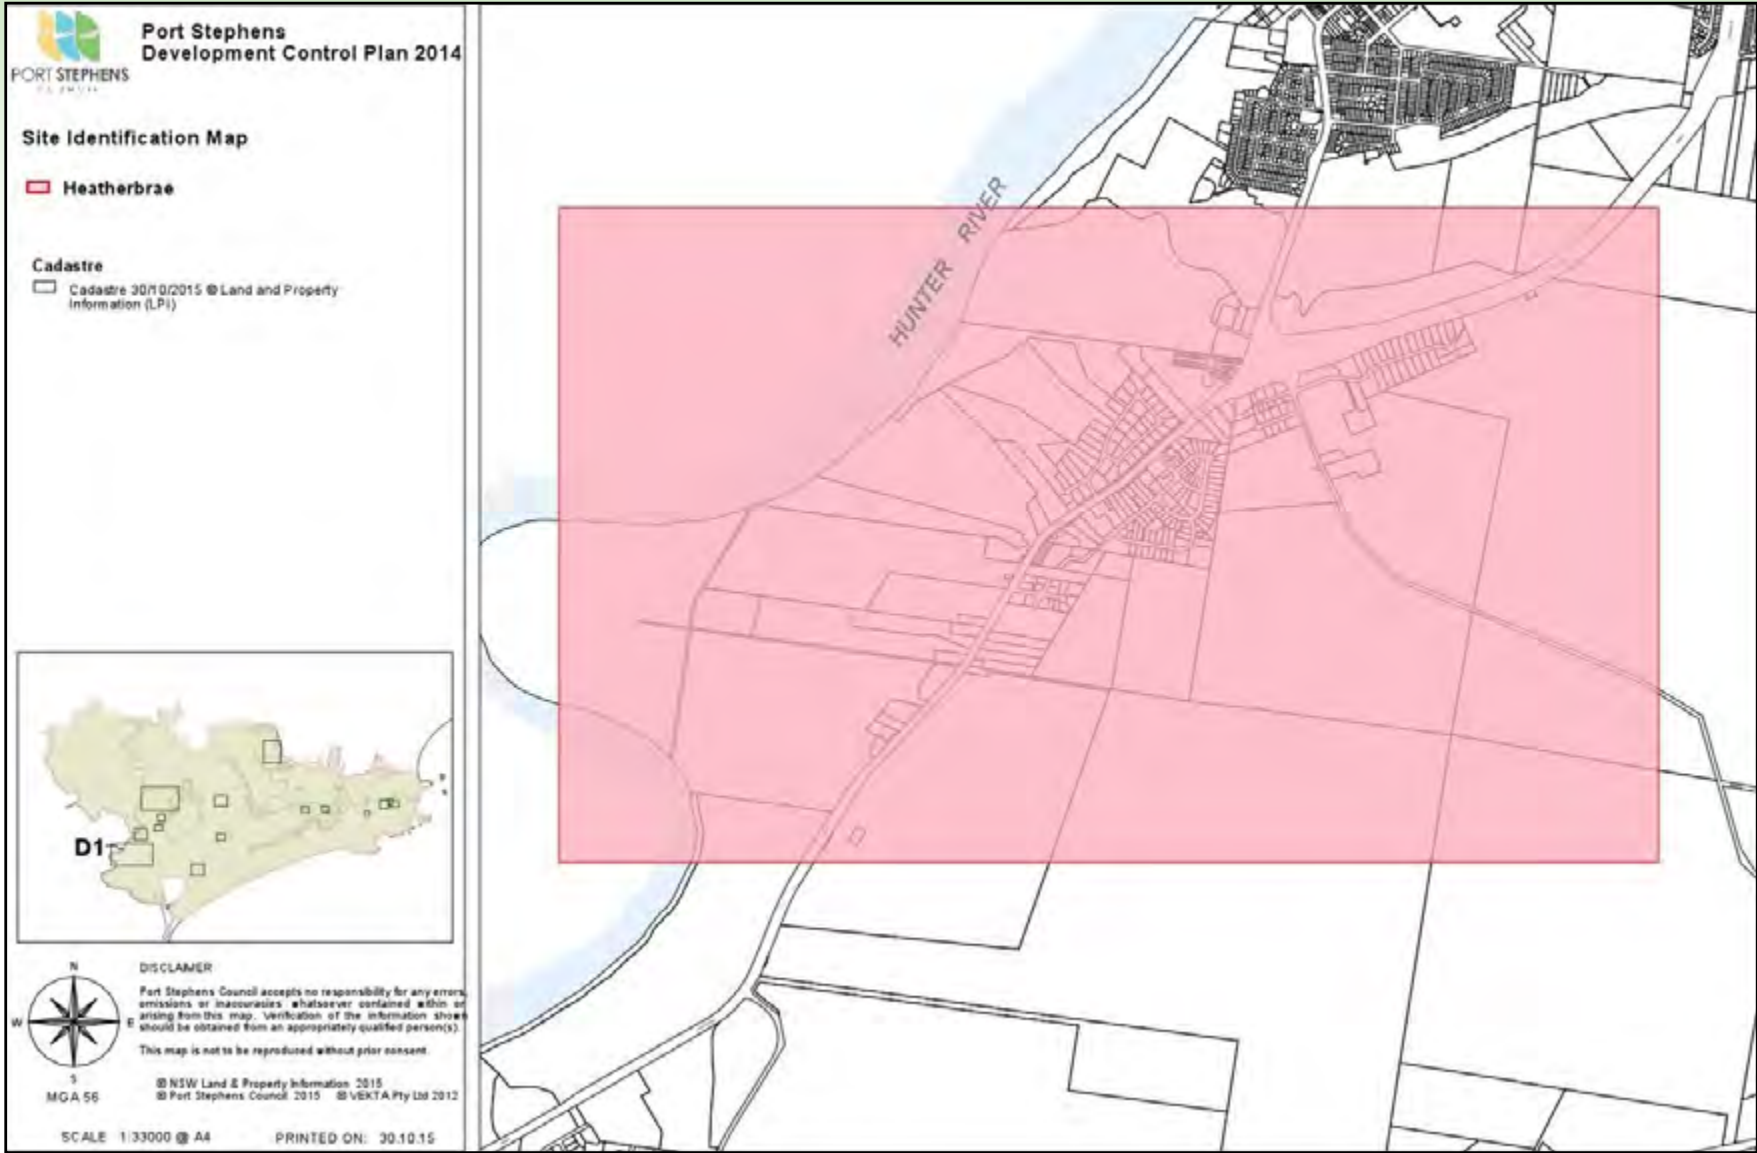 Port Stephens
Development Control Plan 2014
PORT STEPHENS
Site Identification Map
Heatherbrae
Cadastre
Cadastre 30/10/2015 © Land and Property
Information (LPI)
HUNTER RIVER
D1
N
W
E
S
MGA 56
DISCLAIMER
Port Stephens Council accepts no responsibility for any errors,
omissions or inaccuracies whatsoever contained within or
arising from this map. Verification of the information shown
should be obtained from an appropriately qualified person(s).
This map is not to be reproduced without prior consent.
© NSW Land & Property Information 2015
© Port Stephens Council 2015 © VEKTA Pty Ltd 2012
SCALE 1:33000 @ A4
PRINTED ON: 30.10.15